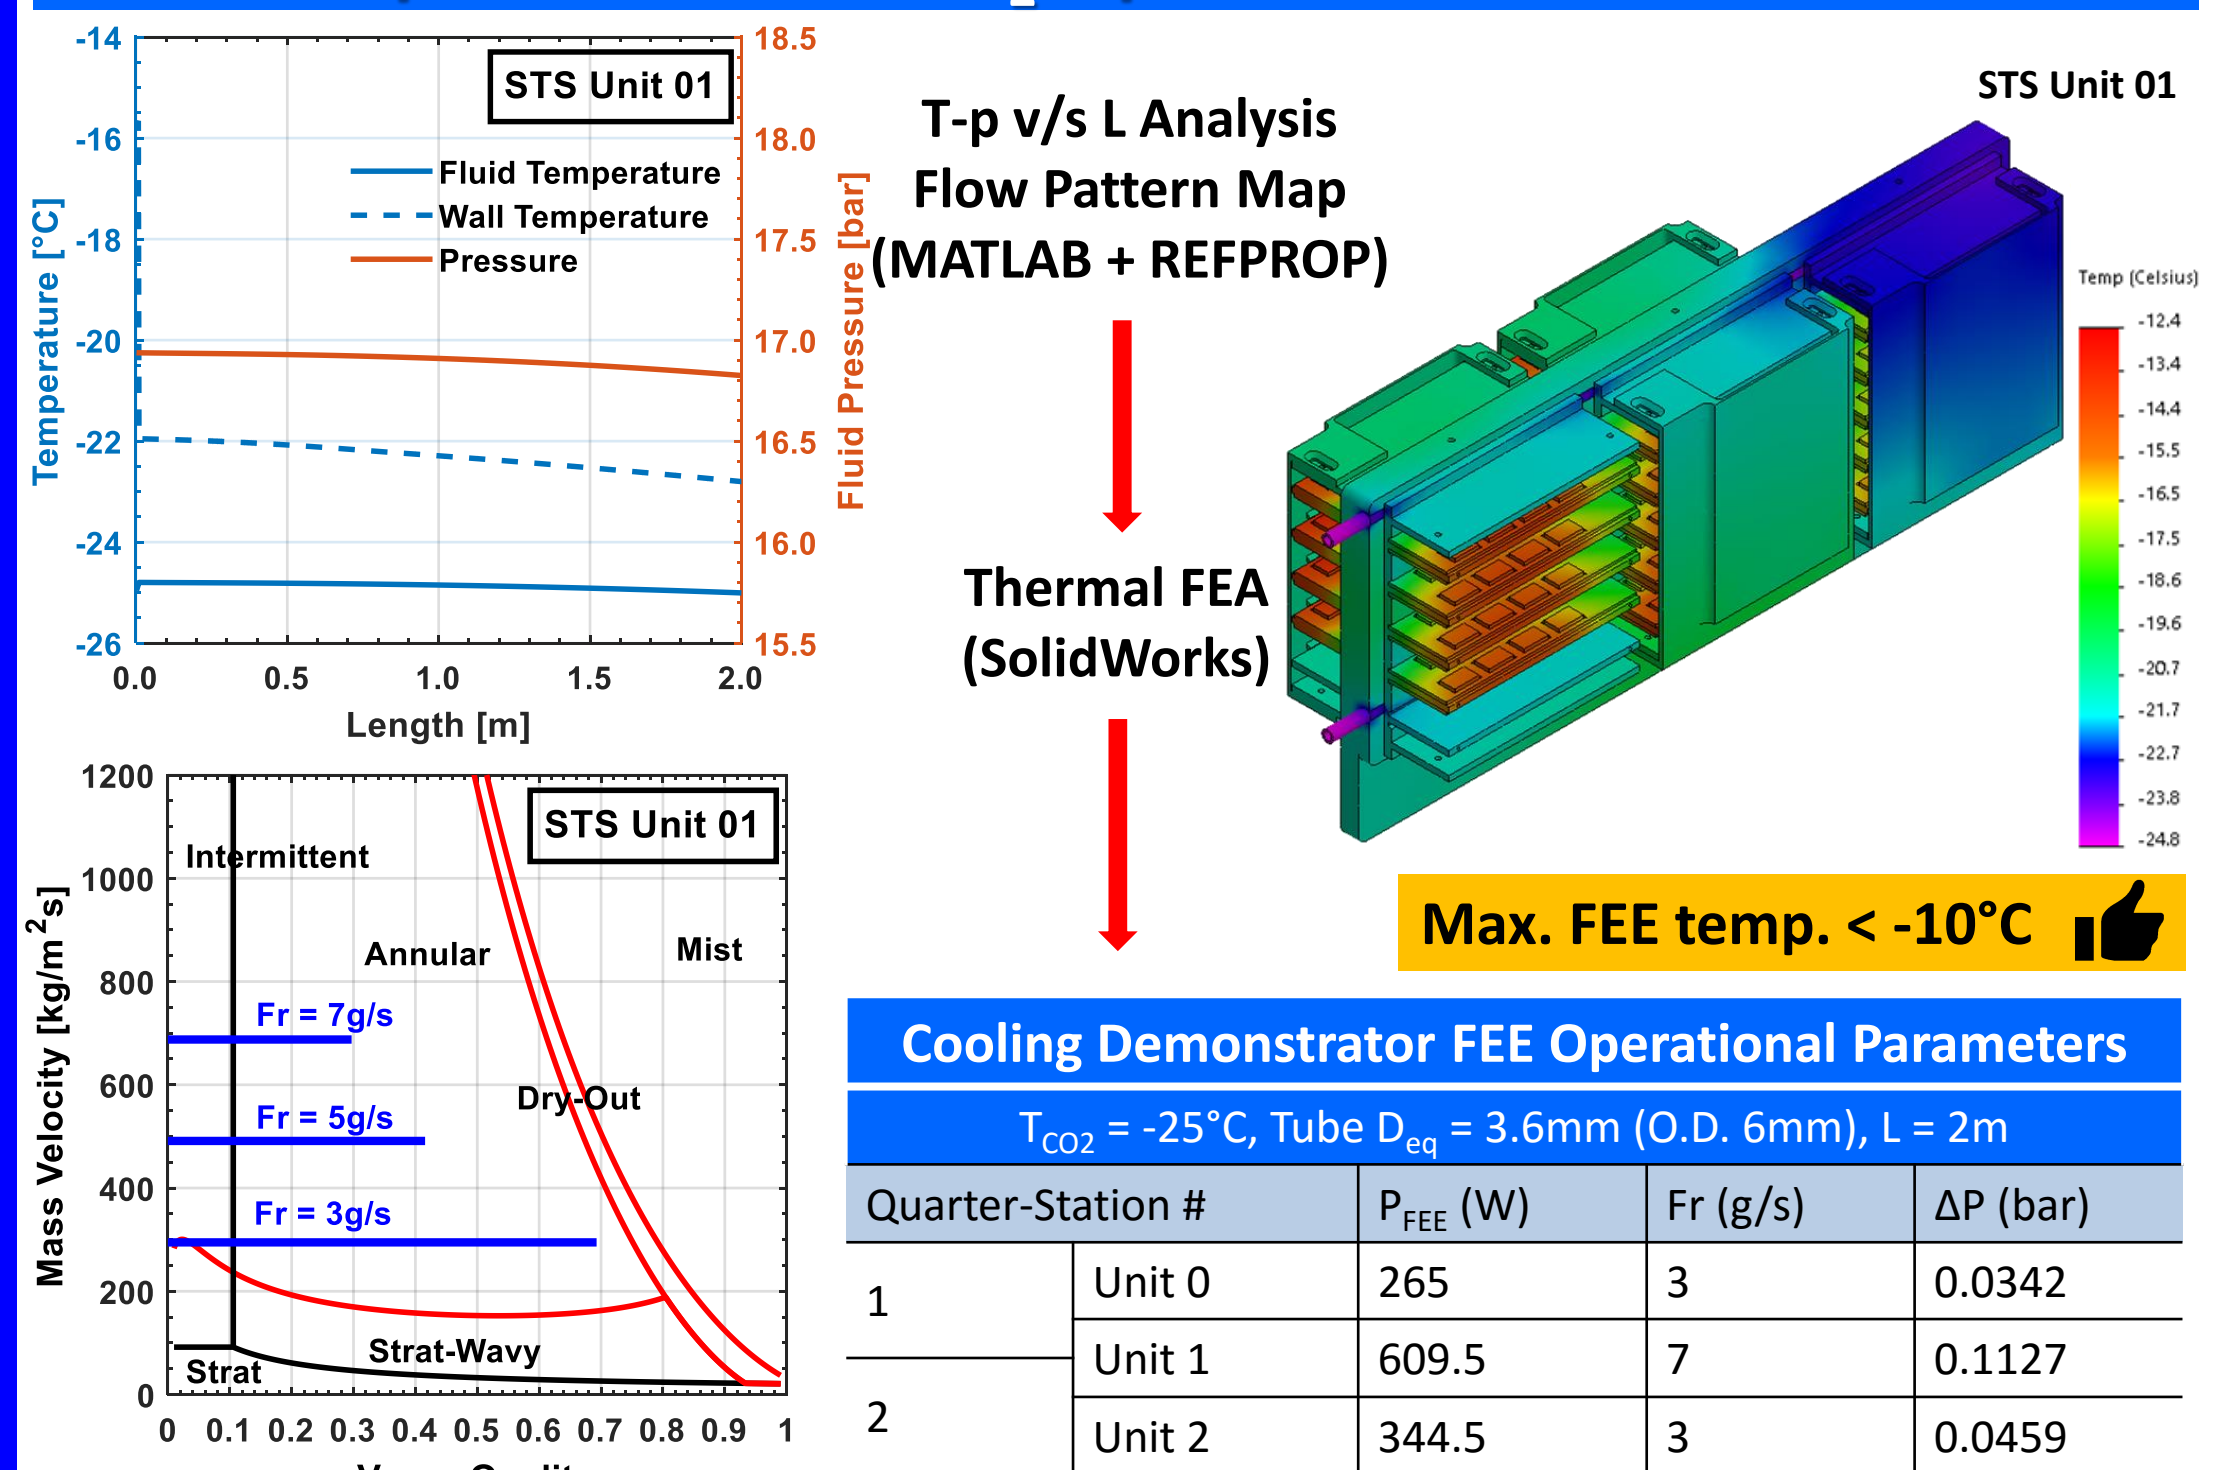 -14
-16
-18
-20
-22
-24
-26
Temperature [°C]
STS Unit 01
Fluid Temperature
Wall Temperature
Pressure
18.5
18.0
17.5
17.0
16.5
16.0
15.5
Fluid Pressure [bar]
0.0 0.5 1.0 1.5 2.0
Length [m]
T-p v/s L Analysis
Flow Pattern Map
(MATLAB + REFPROP)
Thermal FEA
(SolidWorks)
STS Unit 01
Temp (Celsius)
-12.4
-13.4
-14.4
-15.5
-16.5
-17.5
-18.6
-19.6
-20.7
-21.7
-22.7
-23.8
-24.8
Max. FEE temp. < -10°C
1200
1000
800
600
400
200
0
Mass Velocity [kg/m²s]
STS Unit 01
Intermittent
Annular
Mist
Fr = 7g/s
Dry-Out
Fr = 5g/s
Fr = 3g/s
Strat-Wavy
Strat
0 0.1 0.2 0.3 0.4 0.5 0.6 0.7 0.8 0.9 1
Cooling Demonstrator FEE Operational Parameters
T_CO2 = -25°C, Tube D_eq = 3.6mm (O.D. 6mm), L = 2m
Quarter-Station # P_FEE (W) Fr (g/s) ΔP (bar)
1 Unit 0 265 3 0.0342
Unit 1 609.5 7 0.1127
2 Unit 2 344.5 3 0.0459